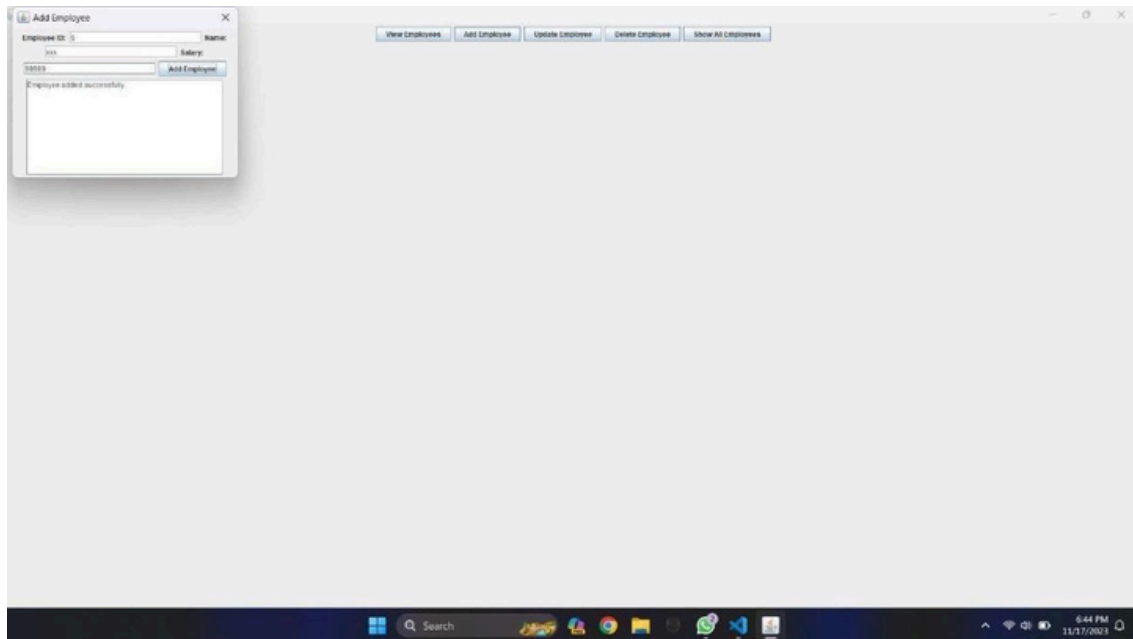 Add Employee
Employee ID: Name:
xxx Salary:
Add Employee
Employee added successfully.
View Employees Add Employee Update Employee Delete Employee Show All Employees
Search
6:44 PM
11/17/2023